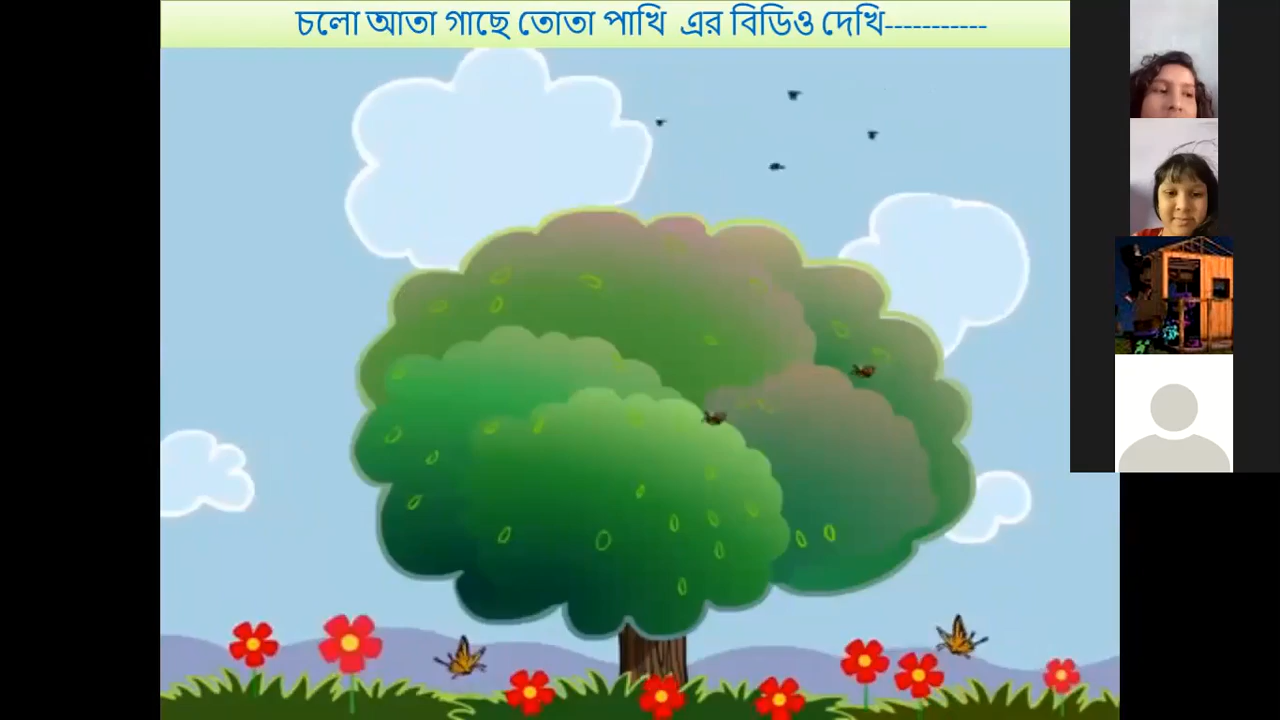 চলো আতা গাছে তোতা পাখি এর বিডিও দেখি-----------